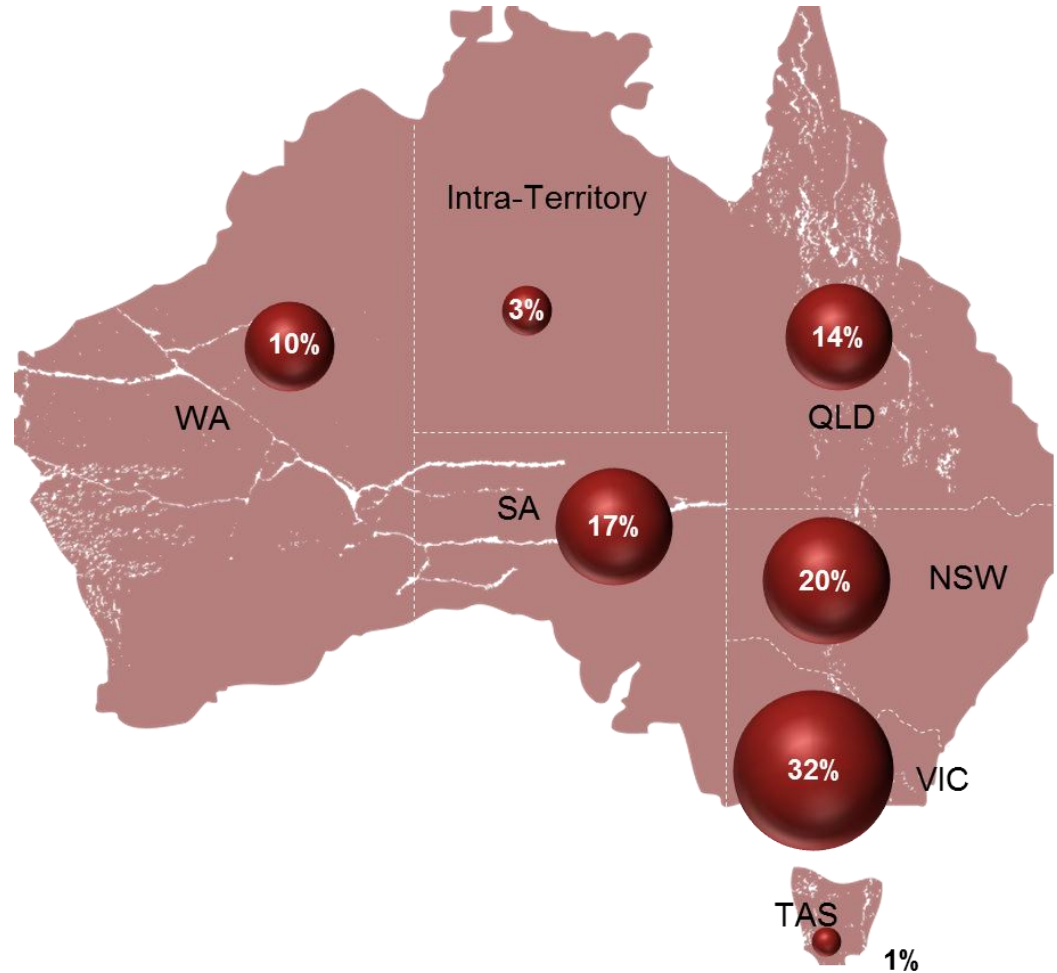 Intra-Territory
3%
10%
14%
WA
QLD
SA
17%
20%
NSW
32%
VIC
TAS
1%